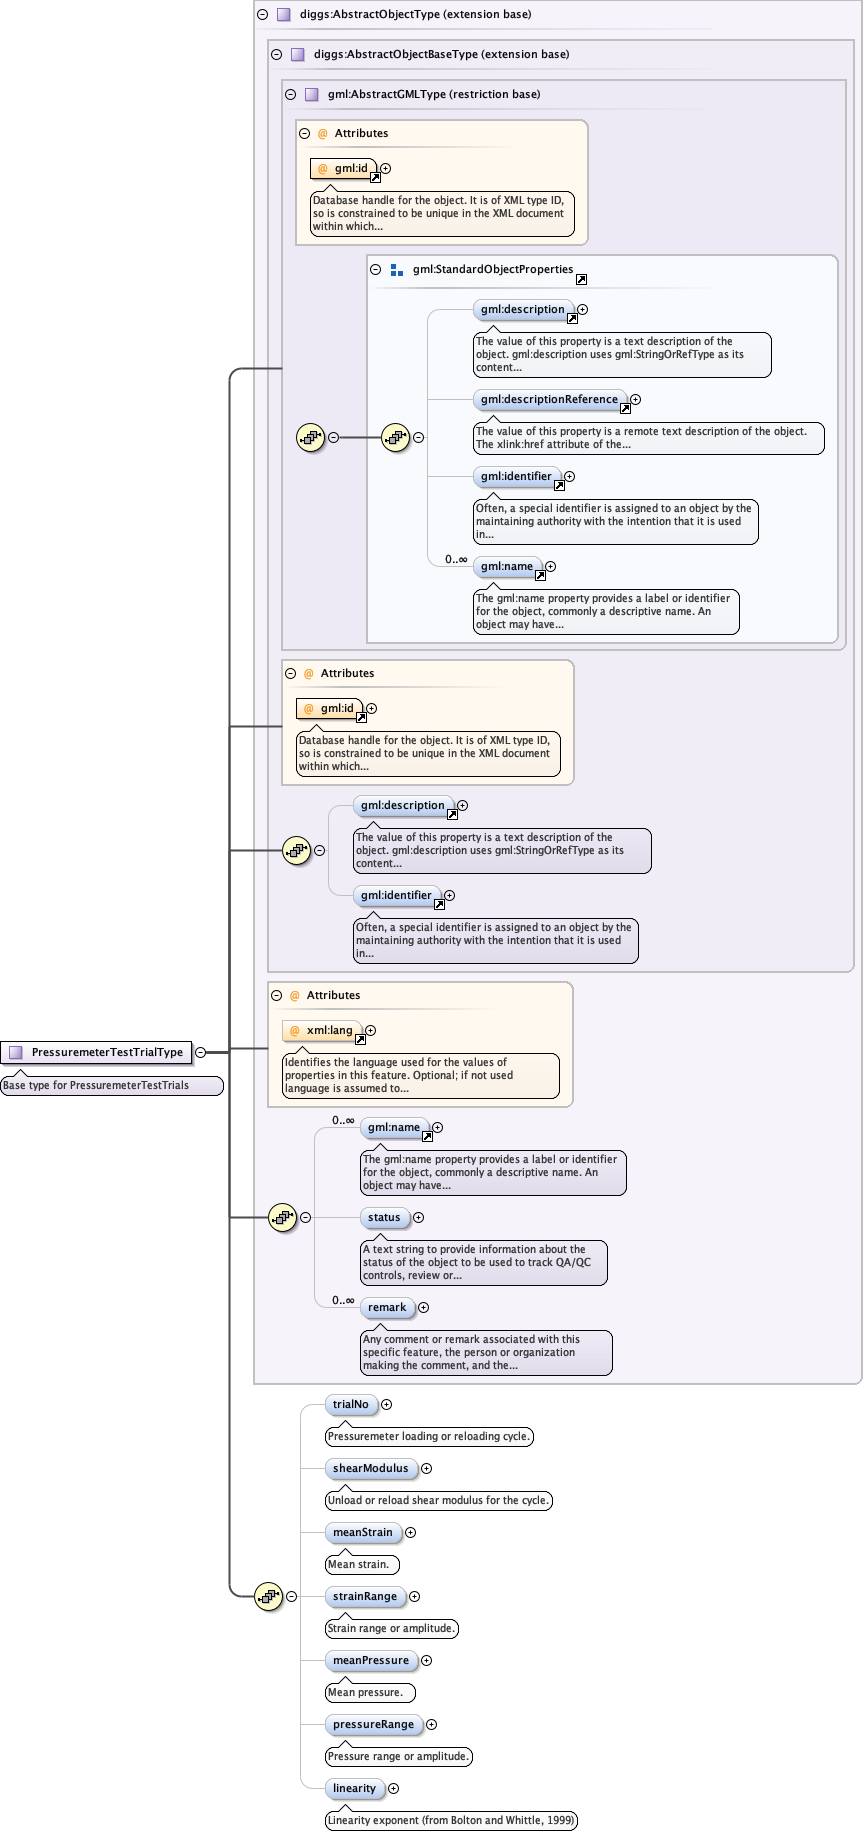 diggs:AbstractObjectType (extension base)
diggs:AbstractObjectBaseType (extension base)
gml:AbstractGMLType (restriction base)
@ Attributes
@ gml:id
Database handle for the object. It is of XML type ID,
so is constrained to be unique in the XML document
within which...
gml:StandardObjectProperties
gml:description
The value of this property is a text description of the
object. gml:description uses gml:StringOrRefType as its
content...
gml:descriptionReference
The value of this property is a remote text description of the object.
The xlink:href attribute of the...
gml:identifier
Often, a special identifier is assigned to an object by the
maintaining authority with the intention that it is used
in...
0..∞
gml:name
The gml:name property provides a label or identifier
for the object, commonly a descriptive name. An
object may have...
@ Attributes
@ gml:id
Database handle for the object. It is of XML type ID,
so is constrained to be unique in the XML document
within which...
gml:description
The value of this property is a text description of the
object. gml:description uses gml:StringOrRefType as its
content...
gml:identifier
Often, a special identifier is assigned to an object by the
maintaining authority with the intention that it is used
in...
@ Attributes
@ xml:lang
Identifies the language used for the values of
properties in this feature. Optional; if not used
language is assumed to...
PressuremeterTestTrialType
Base type for PressuremeterTestTrials
0..∞
gml:name
The gml:name property provides a label or identifier
for the object, commonly a descriptive name. An
object may have...
status
A text string to provide information about the
status of the object to be used to track QA/QC
controls, review or...
0..∞
remark
Any comment or remark associated with this
specific feature, the person or organization
making the comment, and the...
trialNo
Pressuremeter loading or reloading cycle.
shearModulus
Unload or reload shear modulus for the cycle.
meanStrain
Mean strain.
strainRange
Strain range or amplitude.
meanPressure
Mean pressure.
pressureRange
Pressure range or amplitude.
linearity
Linearity exponent (from Bolton and Whittle, 1999)